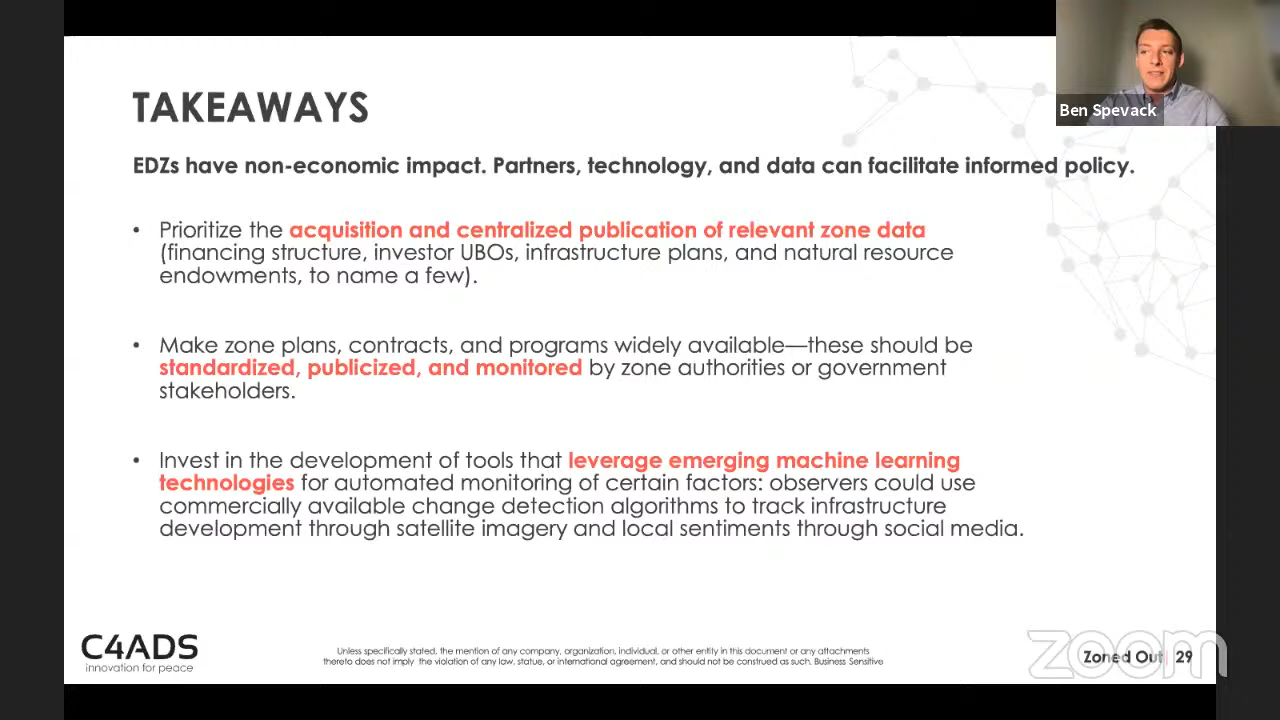 TAKEAWAYS
Ben Spevack
EDZs have non-economic impact. Partners, technology, and data can facilitate informed policy.
• Prioritize the acquisition and centralized publication of relevant zone data
(financing structure, investor UBOs, infrastructure plans, and natural resource
endowments, to name a few).
• Make zone plans, contracts, and programs widely available—these should be
standardized, publicized, and monitored by zone authorities or government
stakeholders.
• Invest in the development of tools that leverage emerging machine learning
technologies for automated monitoring of certain factors: observers could use
commercially available change detection algorithms to track infrastructure
development through satellite imagery and local sentiments through social media.
C4ADS
innovation for peace
Unless specifically stated, the mention of any company, organization, individual, or other entity in this document or any attachments
thereto does not imply the violation of any law, statue, or international agreement, and should not be construed as such. Business Sensitive
Zoned Out| 29
zoom